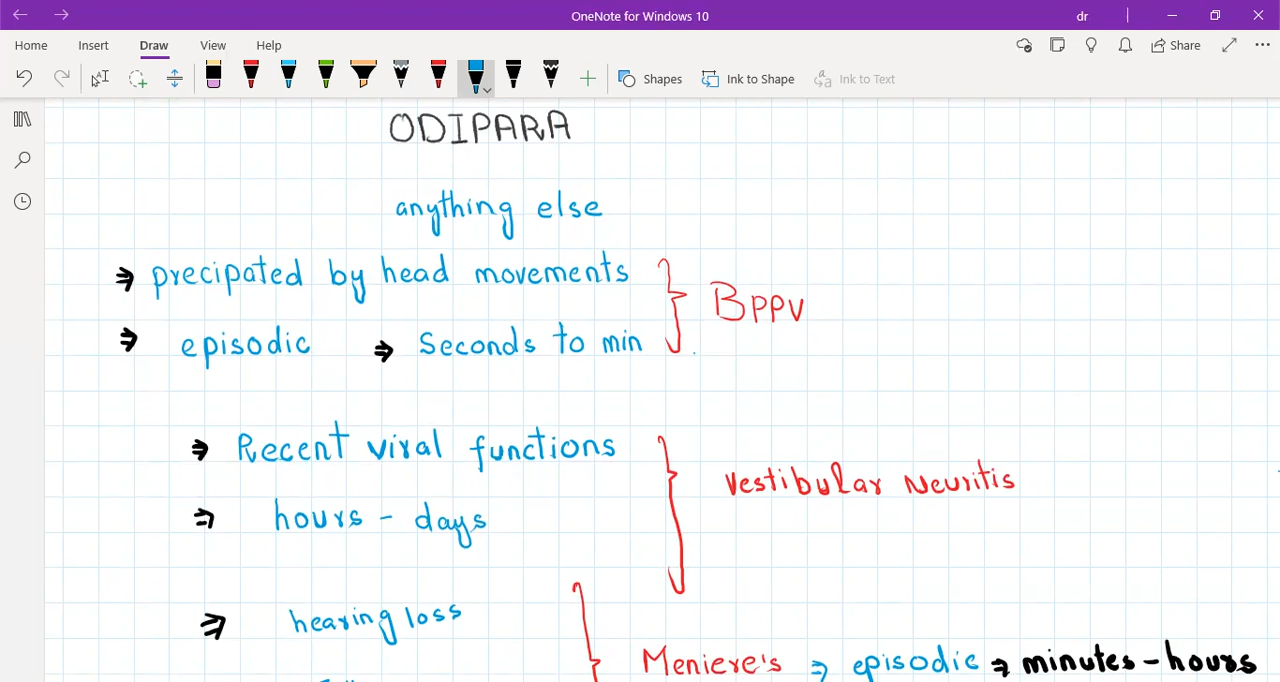 OneNote for Windows 10
dr
Home Insert Draw View Help
Share
Shapes
Ink to Shape
Ink to Text
ODIPARA
anything else
⇒ precipated by head movements
BPPV
⇒ episodic ⇒ Seconds to min
⇒ Recent viral functions
Vestibular Neuritis
⇒ hours - days
⇒ hearing loss
Meniere's ⇒ episodic ⇒ minutes - hours